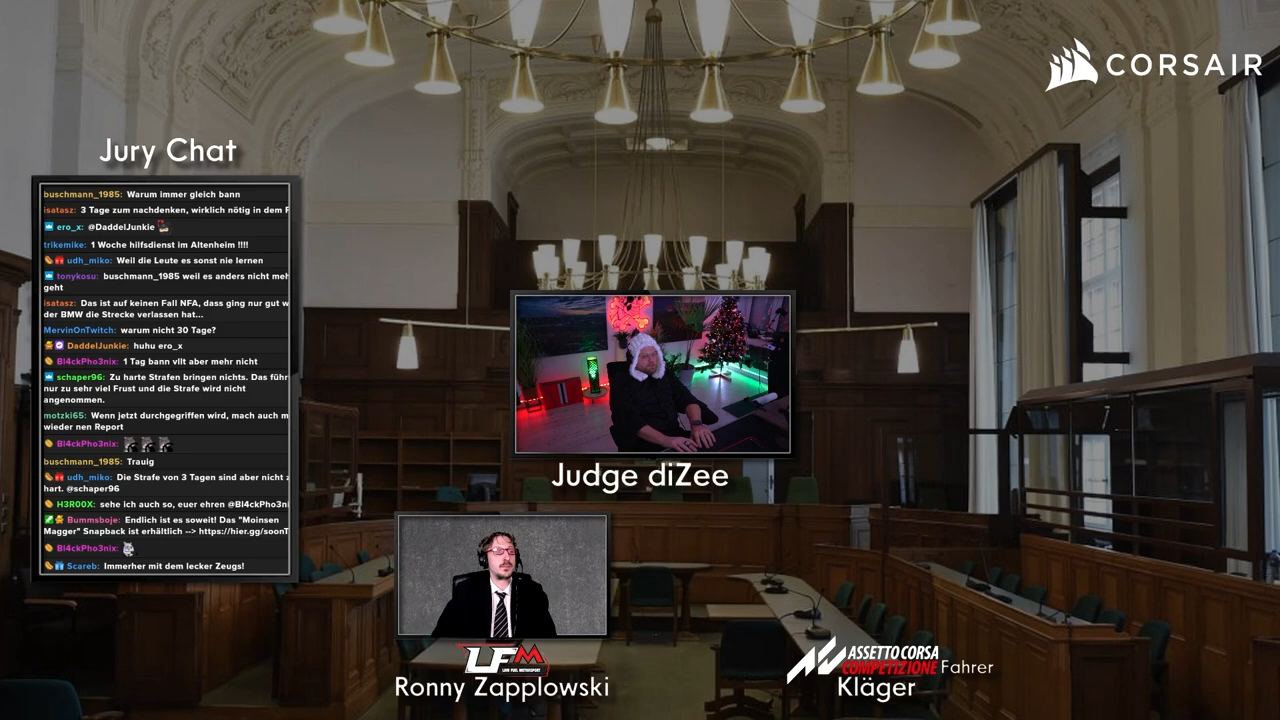 CORSAIR
Jury Chat
buschmann_1985: Warum immer gleich bann
isatasz: 3 Tage zum nachdenken, wirklich nötig in dem
ero_x: @DaddelJunkie
trikemike: 1 Woche hilfsdienst im Altenheim !!!!
udh_miko: Weil die Leute es sonst nie lernen
tonykosu: buschmann_1985 weil es anders nicht meh
geht
isatasz: Das ist auf keinen Fall NFA, dass ging nur gut w
der BMW die Strecke verlassen hat...
MervinOnTwitch: warum nicht 30 Tage?
DaddelJunkie: huhu ero_x
Bl4ckPho3nix: 1 Tag bann vllt aber mehr nicht
schaper96: Zu harte Strafen bringen nichts. Das führ
nur zu sehr viel Frust und die Strafe wird nicht
angenommen.
motzki65: Wenn jetzt durchgegriffen wird, mach auch m
wieder nen Report
Bl4ckPho3nix:
buschmann_1985: Trauig
udh_miko: Die Strafe von 3 Tagen sind aber nicht z
hart. @schaper96
H3R00X: sehe ich auch so, euer ehren @Bl4ckPho3ni
Bummsboje: Endlich ist es soweit! Das "Moinsen
Magger" Snapback ist erhältlich --> https://hier.gg/soonT
Bl4ckPho3nix:
Scareb: Immerher mit dem lecker Zeugs!
Judge diZee
LFM
LOW FUEL MOTORSPORT
Ronny Zapplowski
ASSETTO CORSA
COMPETIZIONE Fahrer
Kläger